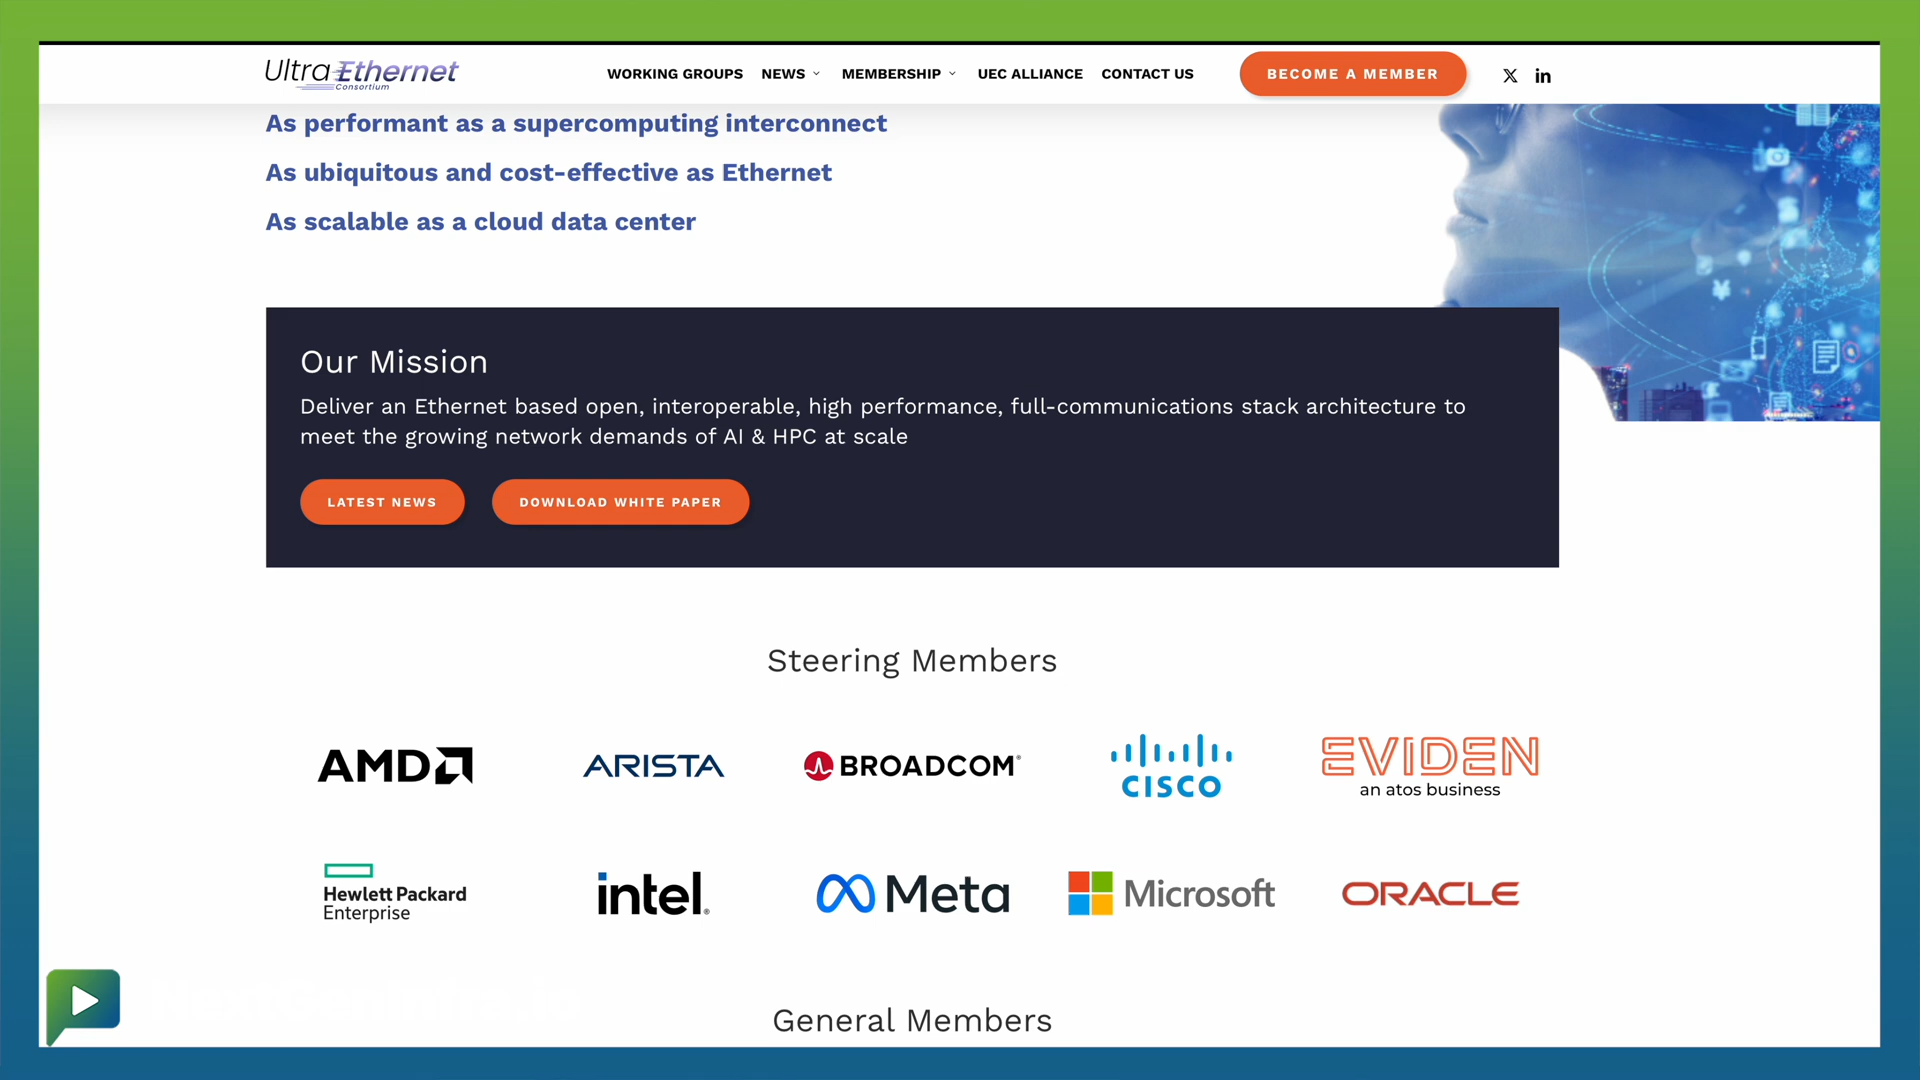 Ultra Ethernet
Consortium
WORKING GROUPS NEWS MEMBERSHIP UEC ALLIANCE CONTACT US BECOME A MEMBER X in
As performant as a supercomputing interconnect
As ubiquitous and cost-effective as Ethernet
As scalable as a cloud data center
Our Mission
Deliver an Ethernet based open, interoperable, high performance, full-communications stack architecture to
meet the growing network demands of AI & HPC at scale
LATEST NEWS DOWNLOAD WHITE PAPER
Steering Members
AMD ARISTA BROADCOM® CISCO EVIDEN
an atos business
Hewlett Packard
Enterprise
intel® Meta Microsoft ORACLE
General Members